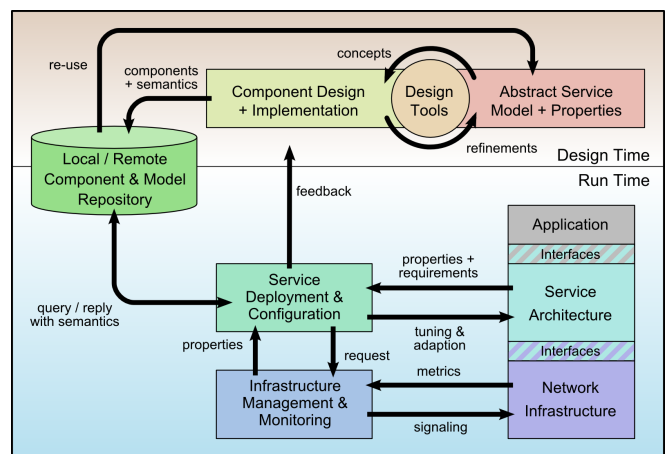 re-use
components
+ semantics
concepts
Component Design
+ Implementation
Design
Tools
Abstract Service
Model + Properties
refinements
Design Time
Run Time
Local / Remote
Component & Model
Repository
feedback
Application
Interfaces
Service
Architecture
Interfaces
Network
Infrastructure
properties +
requirements
Service
Deployment &
Configuration
query / reply
with semantics
tuning &
adaption
properties
request
metrics
Infrastructure
Management &
Monitoring
signaling